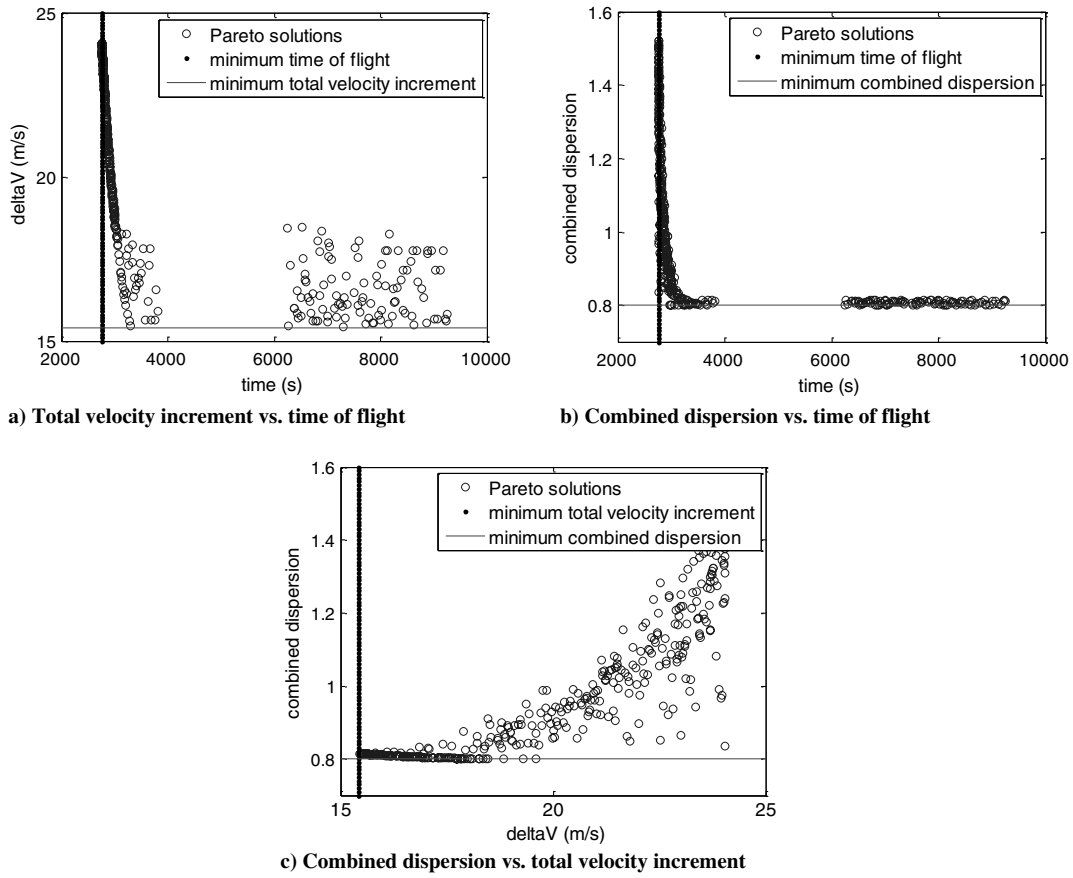 25
20
15
deltaV (m/s)
Pareto solutions
minimum time of flight
minimum total velocity increment
2000 4000 6000 8000 10000
time (s)
a) Total velocity increment vs. time of flight
1.6
1.4
1.2
1
0.8
combined dispersion
Pareto solutions
minimum time of flight
minimum combined dispersion
2000 4000 6000 8000 10000
time (s)
b) Combined dispersion vs. time of flight
1.6
1.4
1.2
1
0.8
combined dispersion
Pareto solutions
minimum total velocity increment
minimum combined dispersion
15 20 25
deltaV (m/s)
c) Combined dispersion vs. total velocity increment